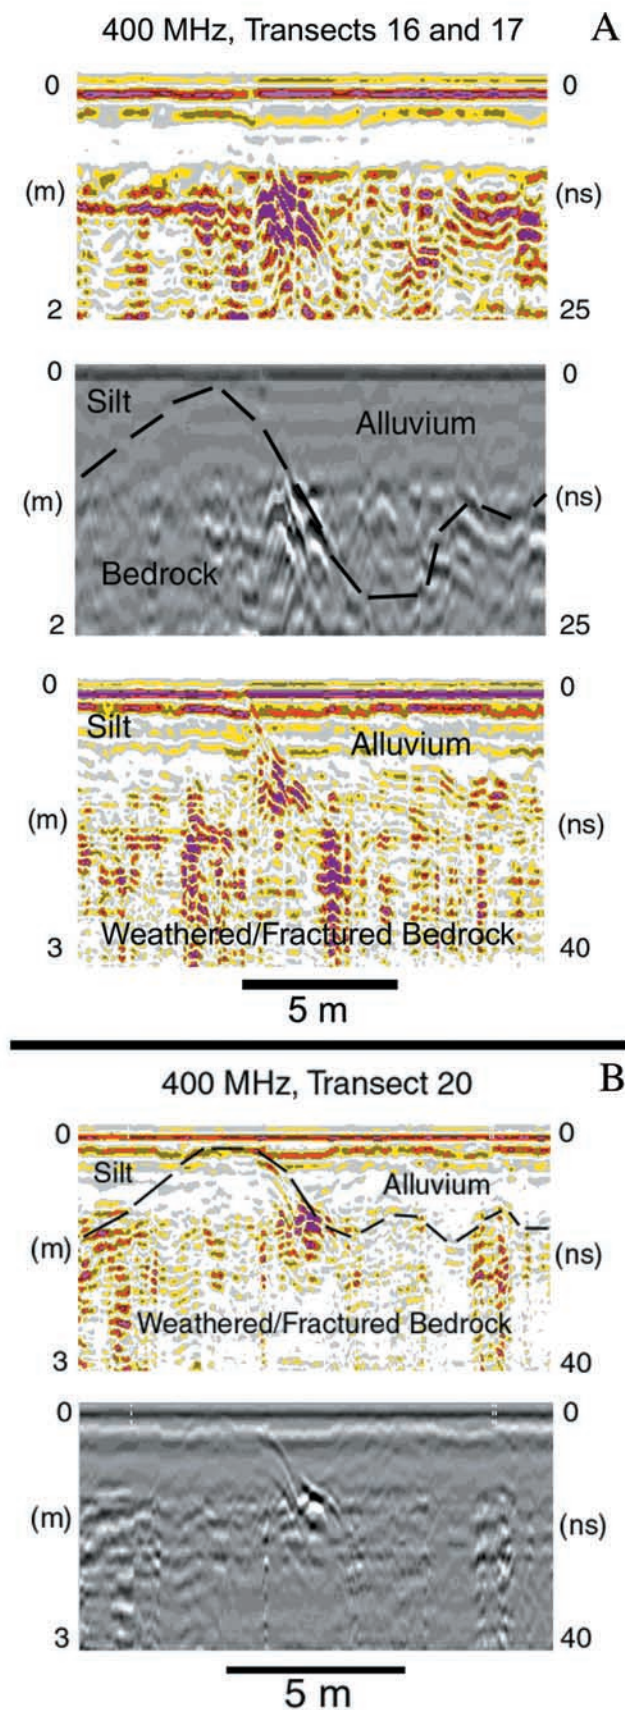 400 MHz, Transects 16 and 17 A
0 0
(m) (ns)
2 25
0 0
Silt
Alluvium
(m) (ns)
Bedrock
2 25
0 0
Silt
Alluvium
(m) (ns)
Weathered/Fractured Bedrock
3 40
5 m
400 MHz, Transect 20 B
0 0
Silt
Alluvium
(m) (ns)
Weathered/Fractured Bedrock
3 40
0 0
(m) (ns)
3 40
5 m